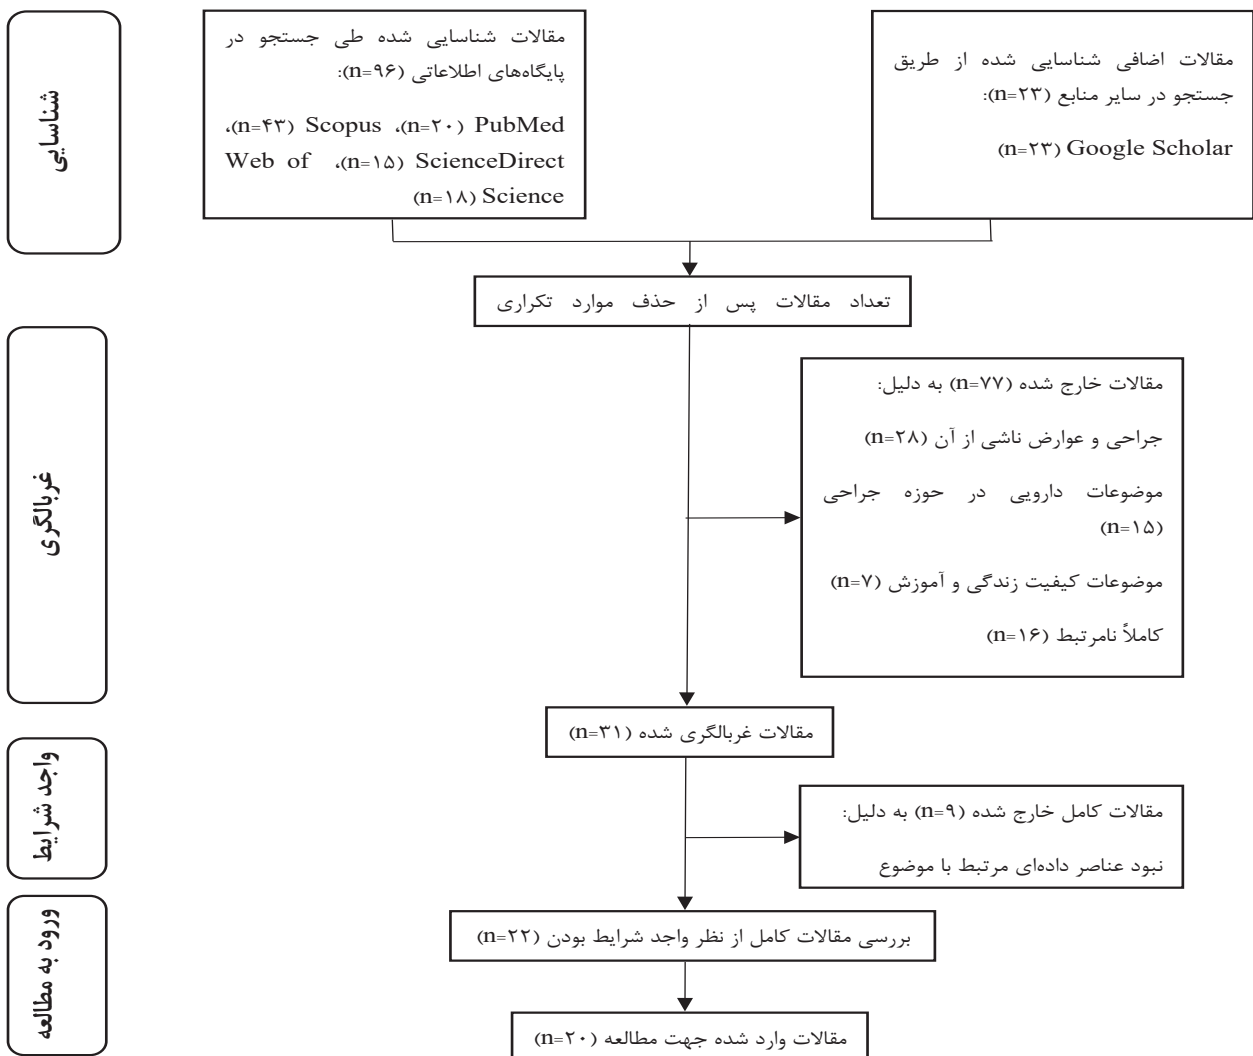 شناسایی
مقالات اضافی شناسایی شده از طریق
جستجو در سایر منابع (n=۲۳):
Google Scholar (n=۲۳)
مقالات شناسایی شده طی جستجو در
پایگاه‌های اطلاعاتی (n=۹۶):
PubMed (n=۲۰)، Scopus (n=۴۳)،
ScienceDirect (n=۱۵)، Web of
Science (n=۱۸)
تعداد مقالات پس از حذف موارد تکراری
غربالگری
مقالات خارج شده (n=۷۷) به دلیل:
جراحی و عوارض ناشی از آن (n=۲۸)
موضوعات دارویی در حوزه جراحی
(n=۱۵)
موضوعات کیفیت زندگی و آموزش (n=۷)
کاملاً نامرتبط (n=۱۶)
مقالات غربالگری شده (n=۳۱)
واجد شرایط
مقالات کامل خارج شده (n=۹) به دلیل:
نبود عناصر داده‌ای مرتبط با موضوع
ورود به مطالعه
بررسی مقالات کامل از نظر واجد شرایط بودن (n=۲۲)
مقالات وارد شده جهت مطالعه (n=۲۰)